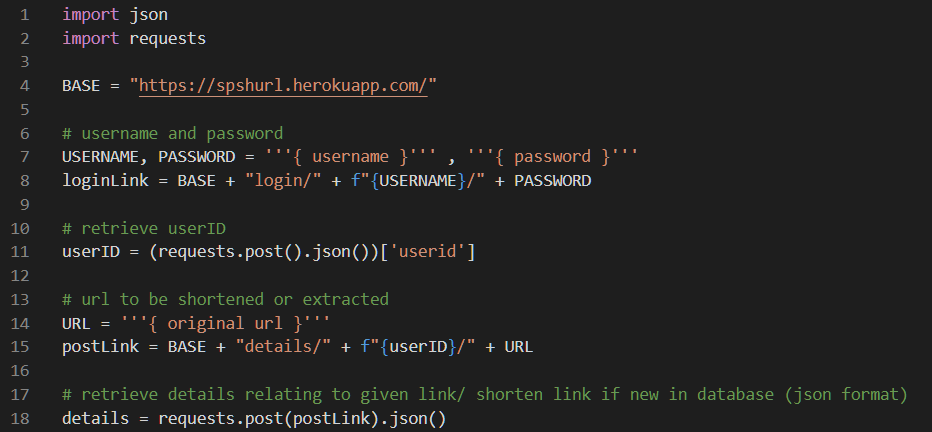 1 import json
2 import requests
3
4 BASE = "https://spshurl.herokuapp.com/"
5
6 # username and password
7 USERNAME, PASSWORD = '''{ username }''' , '''{ password }'''
8 loginLink = BASE + "login/" + f"{USERNAME}/" + PASSWORD
9
10 # retrieve userID
11 userID = (requests.post().json())['userid']
12
13 # url to be shortened or extracted
14 URL = '''{ original url }'''
15 postLink = BASE + "details/" + f"{userID}/" + URL
16
17 # retrieve details relating to given link/ shorten link if new in database (json format)
18 details = requests.post(postLink).json()